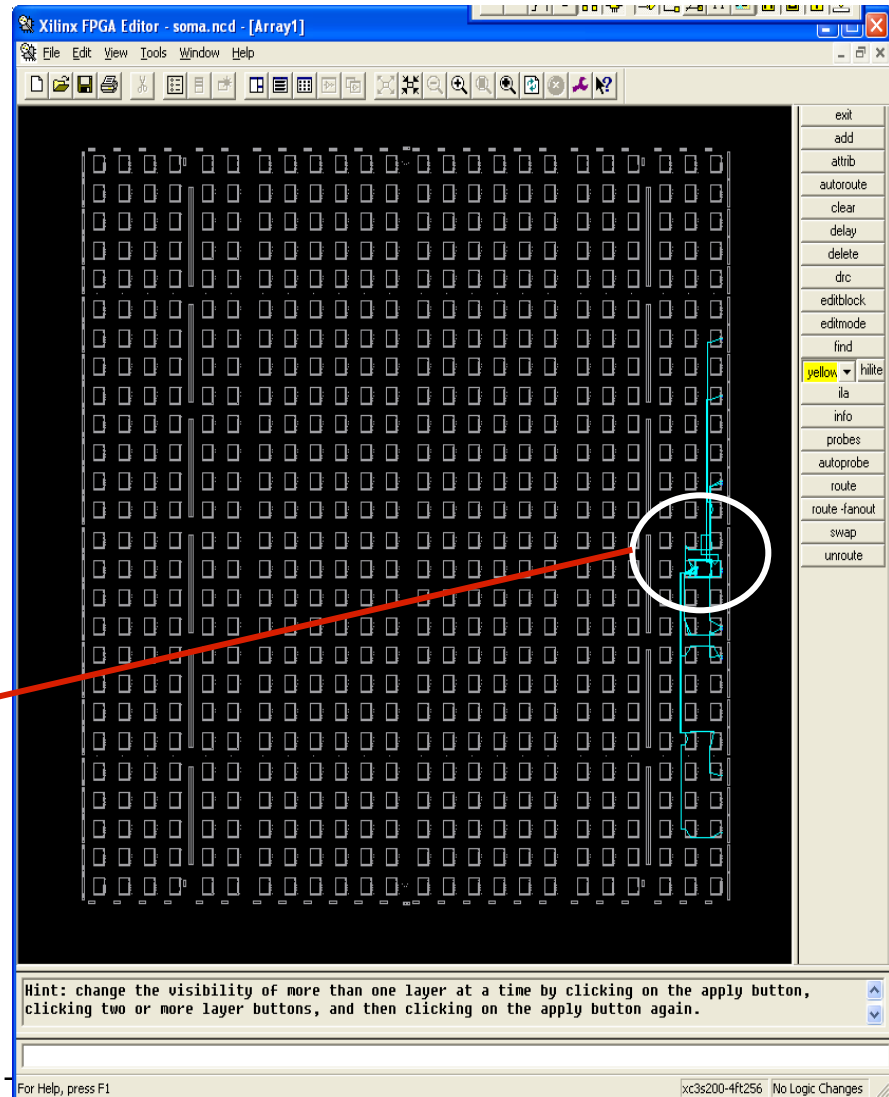 Xilinx FPGA Editor - soma.ncd - [Array1]
File Edit View Tools Window Help
exit
add
attrib
autoroute
clear
delay
delete
drc
editblock
editmode
find
yellow hilite
ila
info
probes
autoprobe
route
route -fanout
swap
unroute
Hint: change the visibility of more than one layer at a time by clicking on the apply button,
clicking two or more layer buttons, and then clicking on the apply button again.
For Help, press F1 xc3s200-4ft256 No Logic Changes